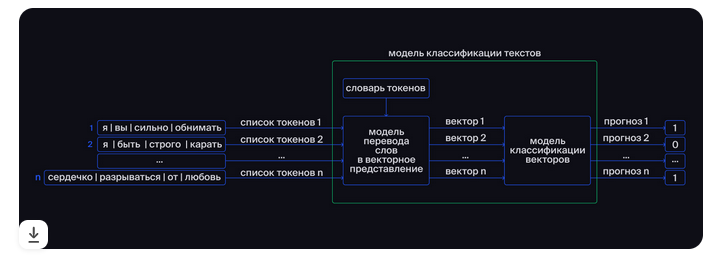 модель классификации текстов
словарь токенов
1 я | вы | сильно | обнимать список токенов 1 вектор 1 прогноз 1 1
2 я | быть | строго | карать список токенов 2 вектор 2 прогноз 2 0
... ... ... ... ...
n сердечко | разрываться | от | любовь список токенов n вектор n прогноз n 1
модель
перевода
слов
в векторное
представление
модель
классификации
векторов